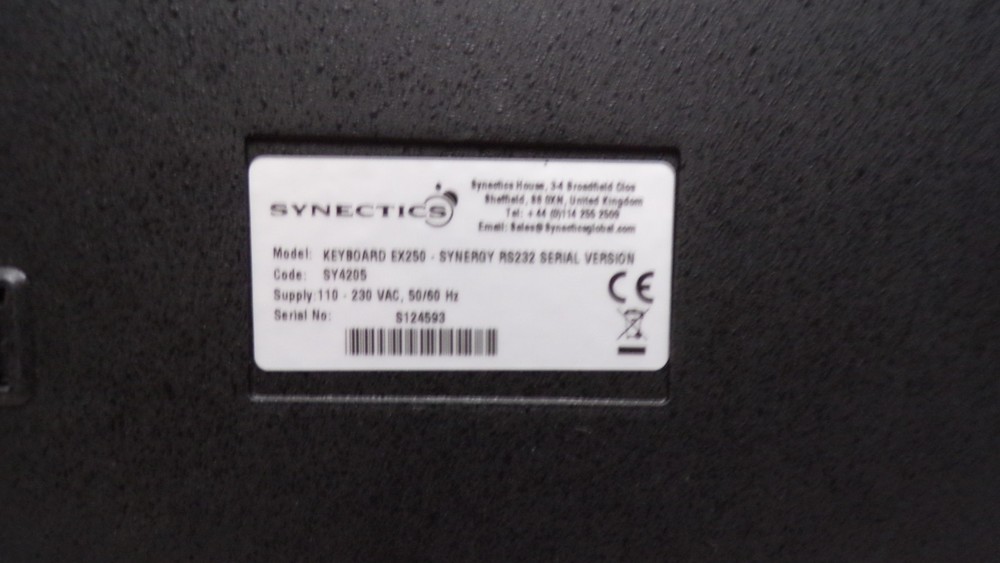 SYNECTICS
Synectics House, 3-4 Broadfield Close
Sheffield, S8 0XN, United Kingdom
Tel: +44 (0)114 255 2509
Email: Sales@Synecticsglobal.com
Model: KEYBOARD EX250 - SYNERGY RS232 SERIAL VERSION
Code: SY4205
Supply: 110 - 230 VAC, 50/60 Hz
Serial No: S124593
CE